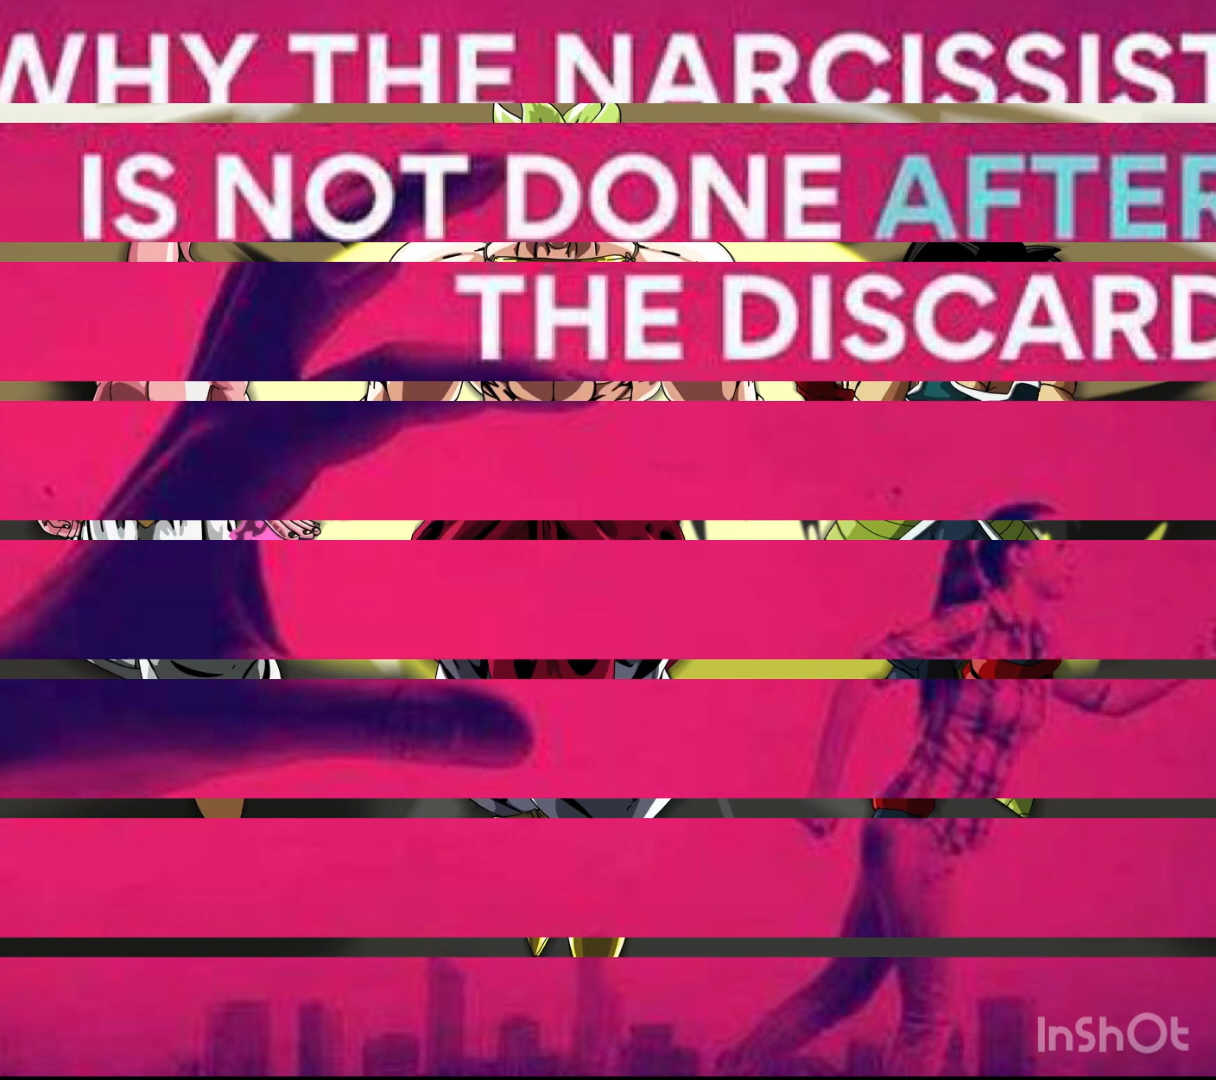 WHY THE NARCISSIST
IS NOT DONE AFTER
THE DISCARD
InShOt